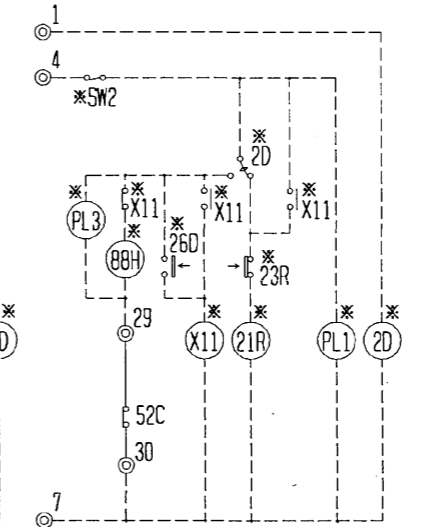 1
4
※SW2
※
2D
※
PL3
※
X11
※
X11
※
X11
※
88H
※
26D
※
23R
29
※
D
※
X11
※
21R
※
PL1
※
2D
52C
30
7